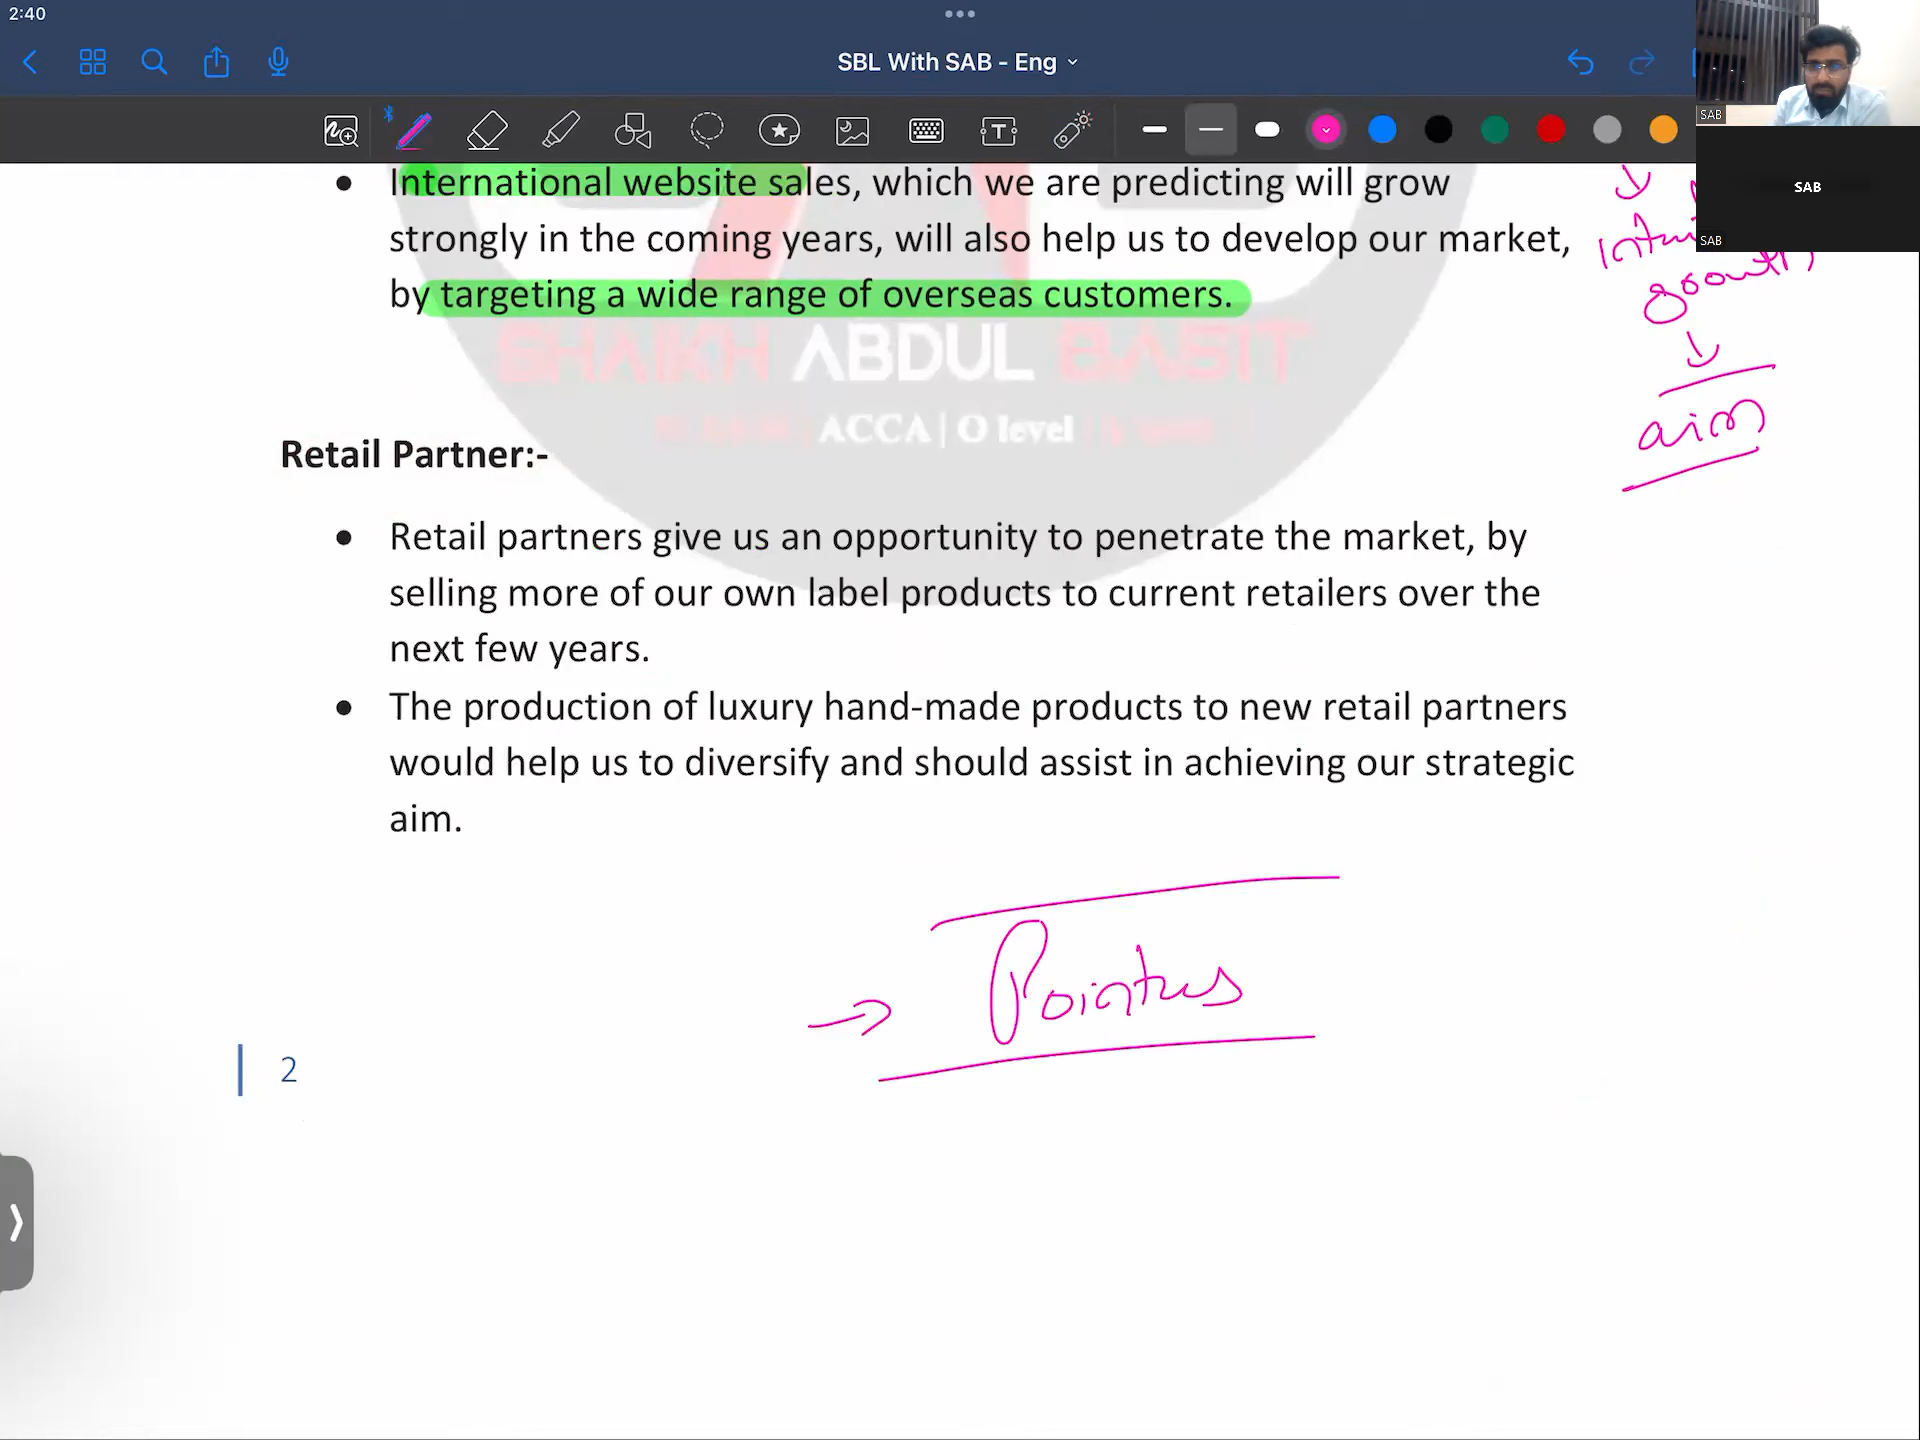 2:40
SBL With SAB - Eng
SAB
SAB
SAB
International website sales, which we are predicting will grow
strongly in the coming years, will also help us to develop our market,
by targeting a wide range of overseas customers.
growth
aim
SHAIKH ABDUL BASIT
ACCA | O level
Retail Partner:-
• Retail partners give us an opportunity to penetrate the market, by
selling more of our own label products to current retailers over the
next few years.
• The production of luxury hand-made products to new retail partners
would help us to diversify and should assist in achieving our strategic
aim.
→ Pointers
2